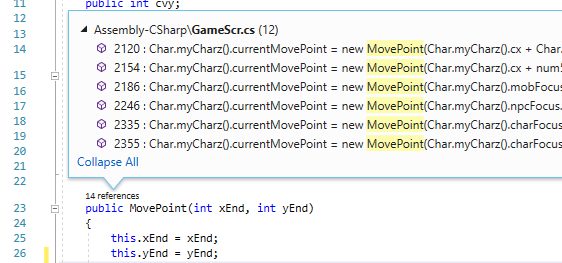 11 public int cvy;
Assembly-CSharp\GameScr.cs (12)
2120 : Char.myCharz().currentMovePoint = new MovePoint(Char.myCharz().cx + Char.
2154 : Char.myCharz().currentMovePoint = new MovePoint(Char.myCharz().cx + num5
2186 : Char.myCharz().currentMovePoint = new MovePoint(Char.myCharz().mobFocus
2246 : Char.myCharz().currentMovePoint = new MovePoint(Char.myCharz().npcFocus.
2335 : Char.myCharz().currentMovePoint = new MovePoint(Char.myCharz().charFocus
2355 : Char.myCharz().currentMovePoint = new MovePoint(Char.myCharz().charFocus
Collapse All
12
13
14
15
16
17
18
19
20
21
22
14 references
23 public MovePoint(int xEnd, int yEnd)
24 {
25 this.xEnd = xEnd;
26 this.yEnd = yEnd;